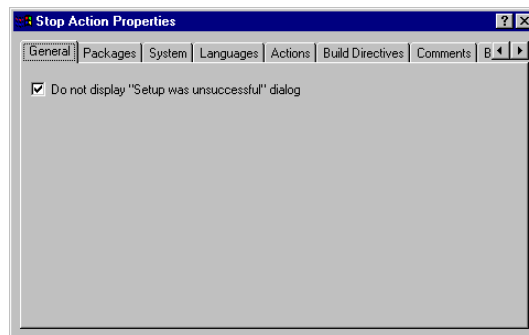 Stop Action Properties
General Packages System Languages Actions Build Directives Comments B
Do not display "Setup was unsuccessful" dialog